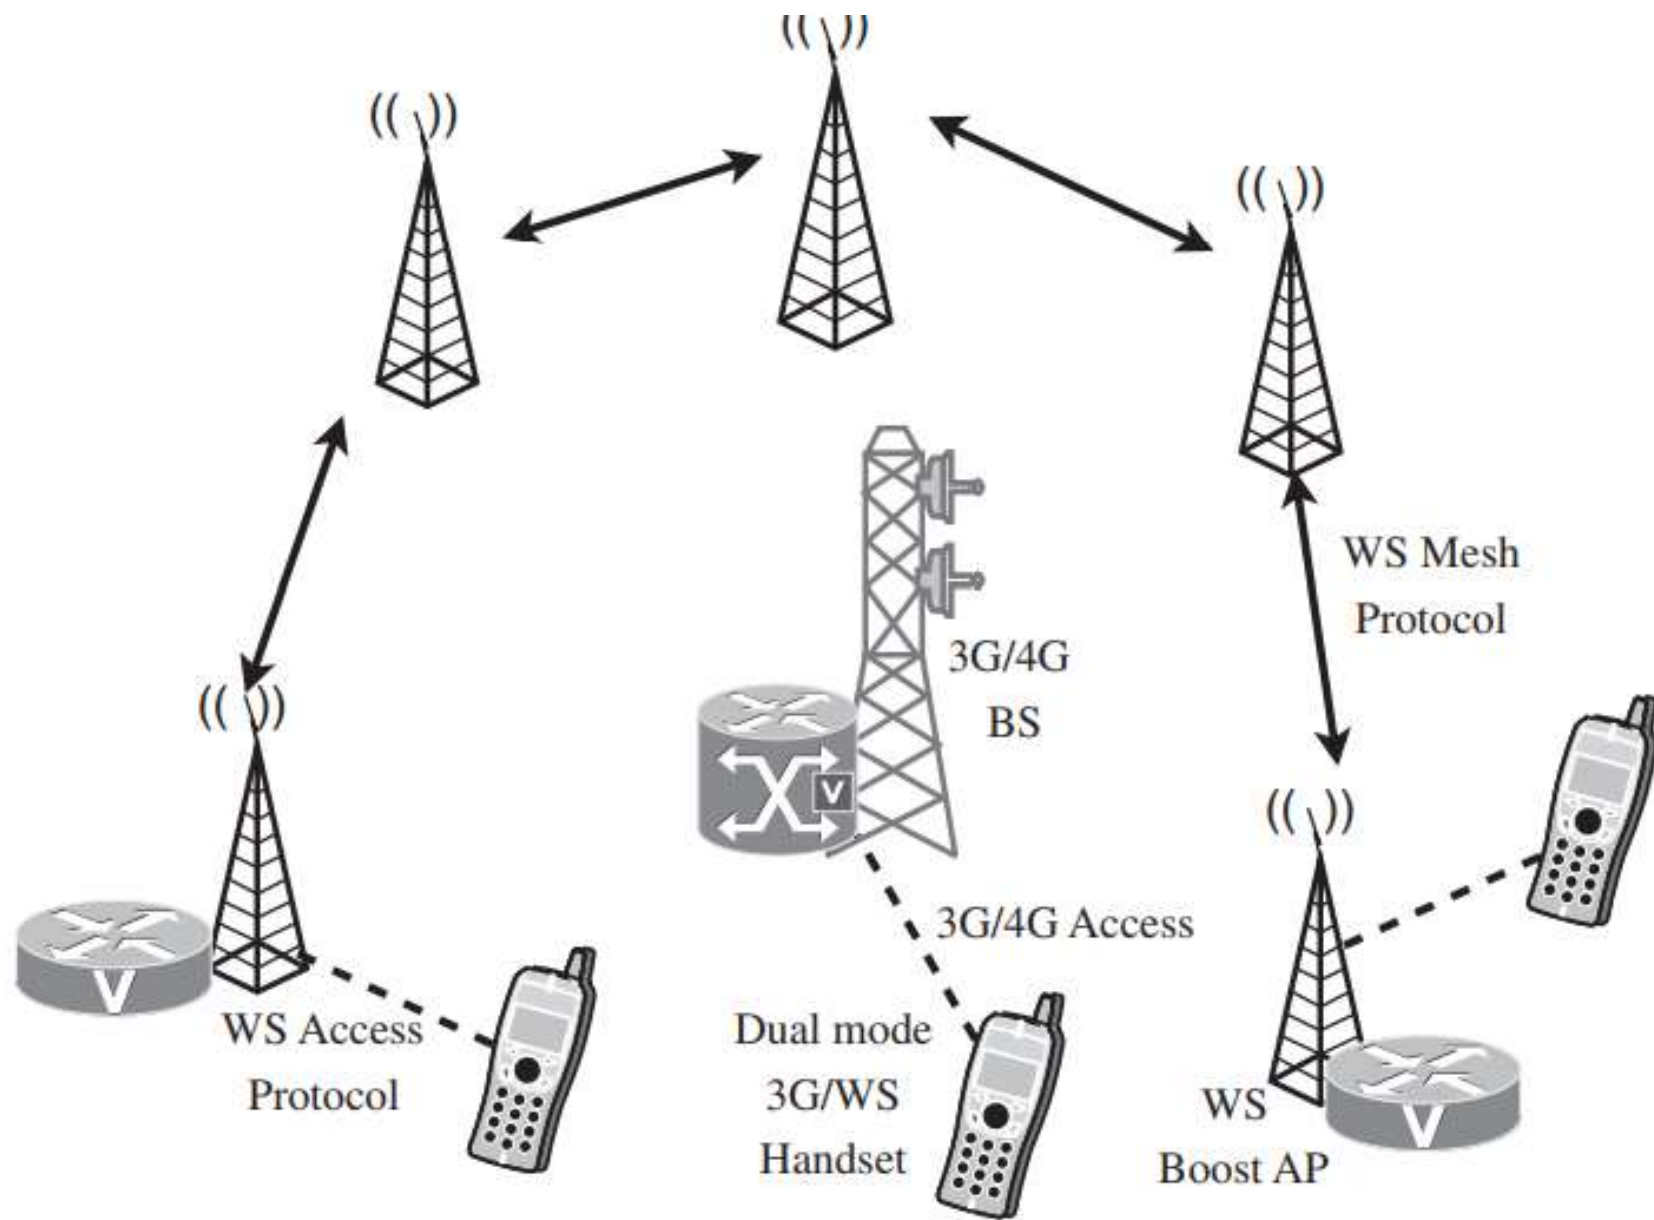 WS Mesh
Protocol
3G/4G
BS
V
3G/4G Access
V
WS Access
Protocol
Dual mode
3G/WS
Handset
WS
Boost AP
V